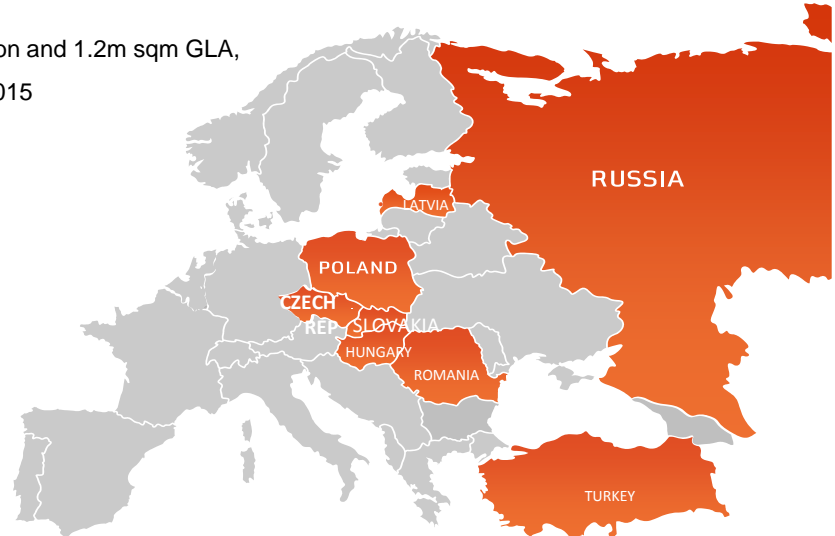 on and 1.2m sqm GLA,
015
RUSSIA
LATVIA
POLAND
CZECH
REP
SLOVAKIA
HUNGARY
ROMANIA
TURKEY